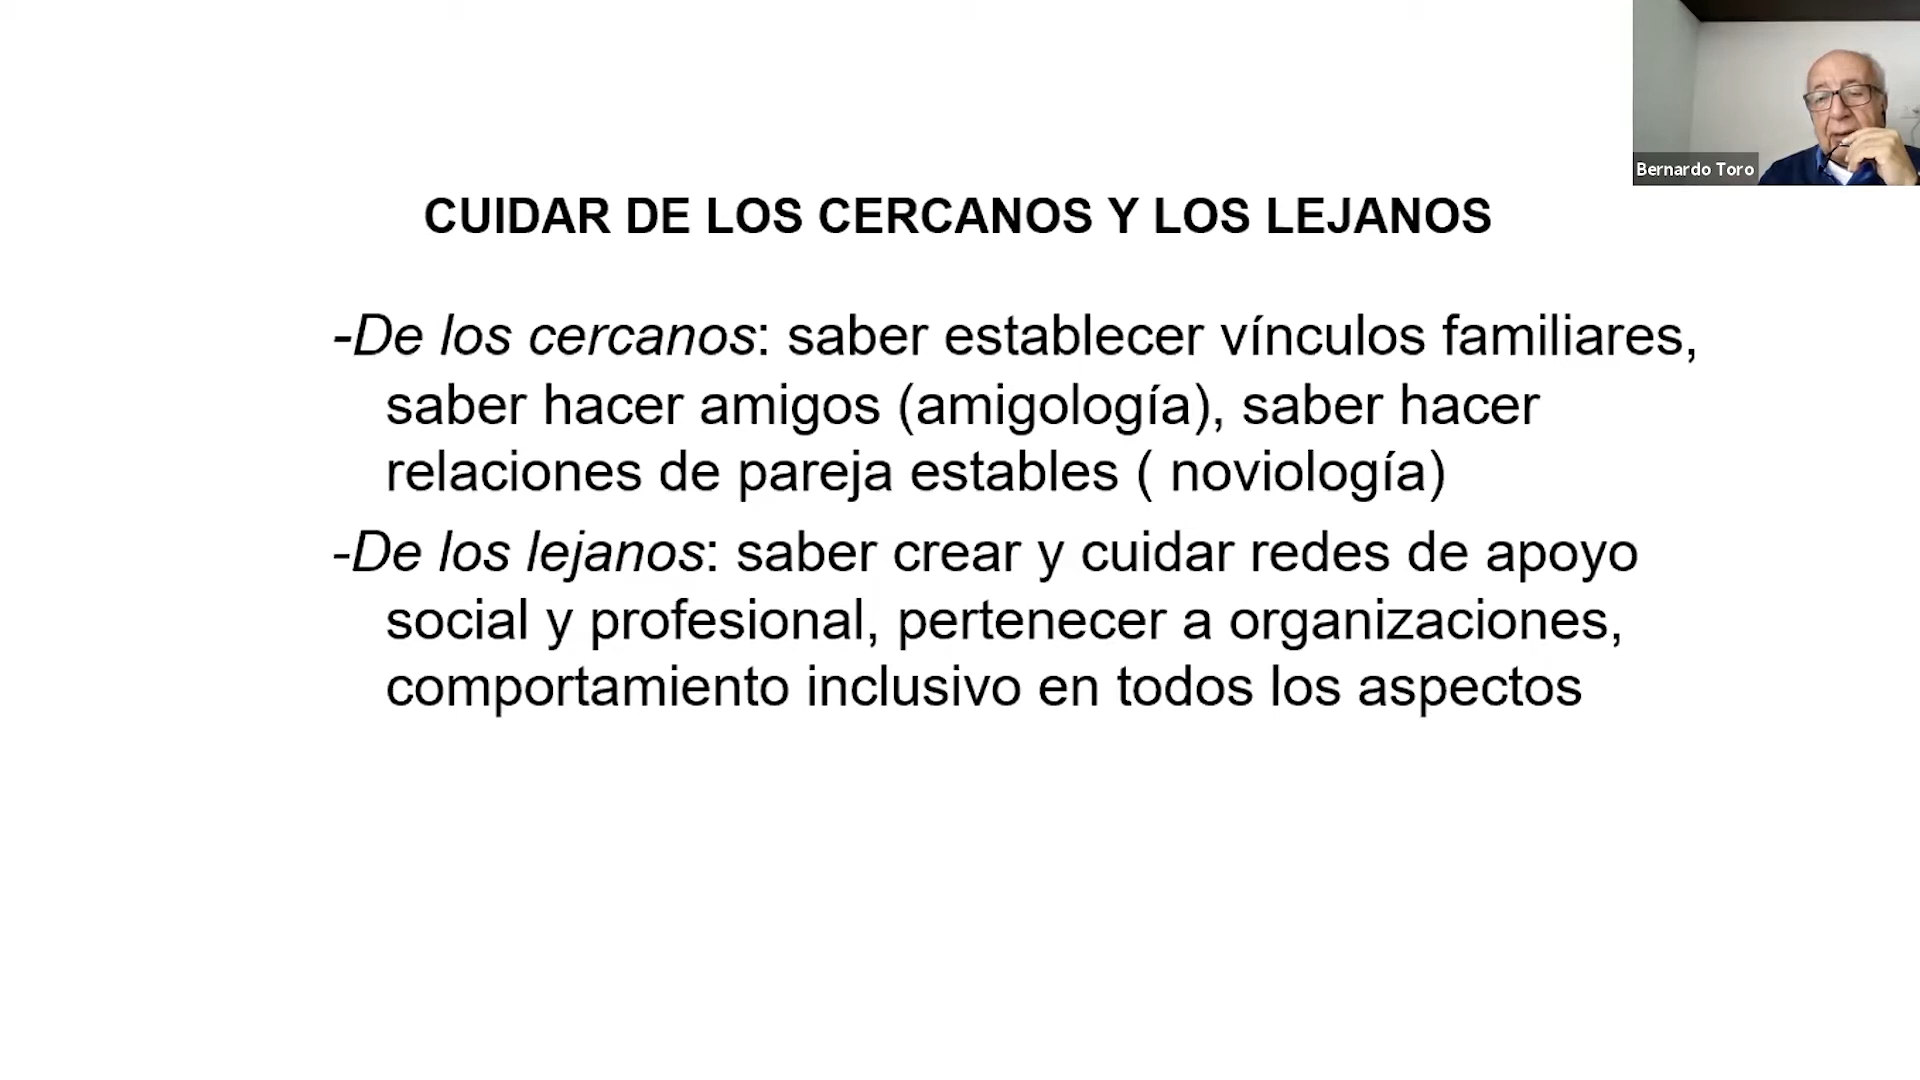 Bernardo Toro
CUIDAR DE LOS CERCANOS Y LOS LEJANOS
-De los cercanos: saber establecer vínculos familiares,
saber hacer amigos (amigología), saber hacer
relaciones de pareja estables ( noviología)
-De los lejanos: saber crear y cuidar redes de apoyo
social y profesional, pertenecer a organizaciones,
comportamiento inclusivo en todos los aspectos